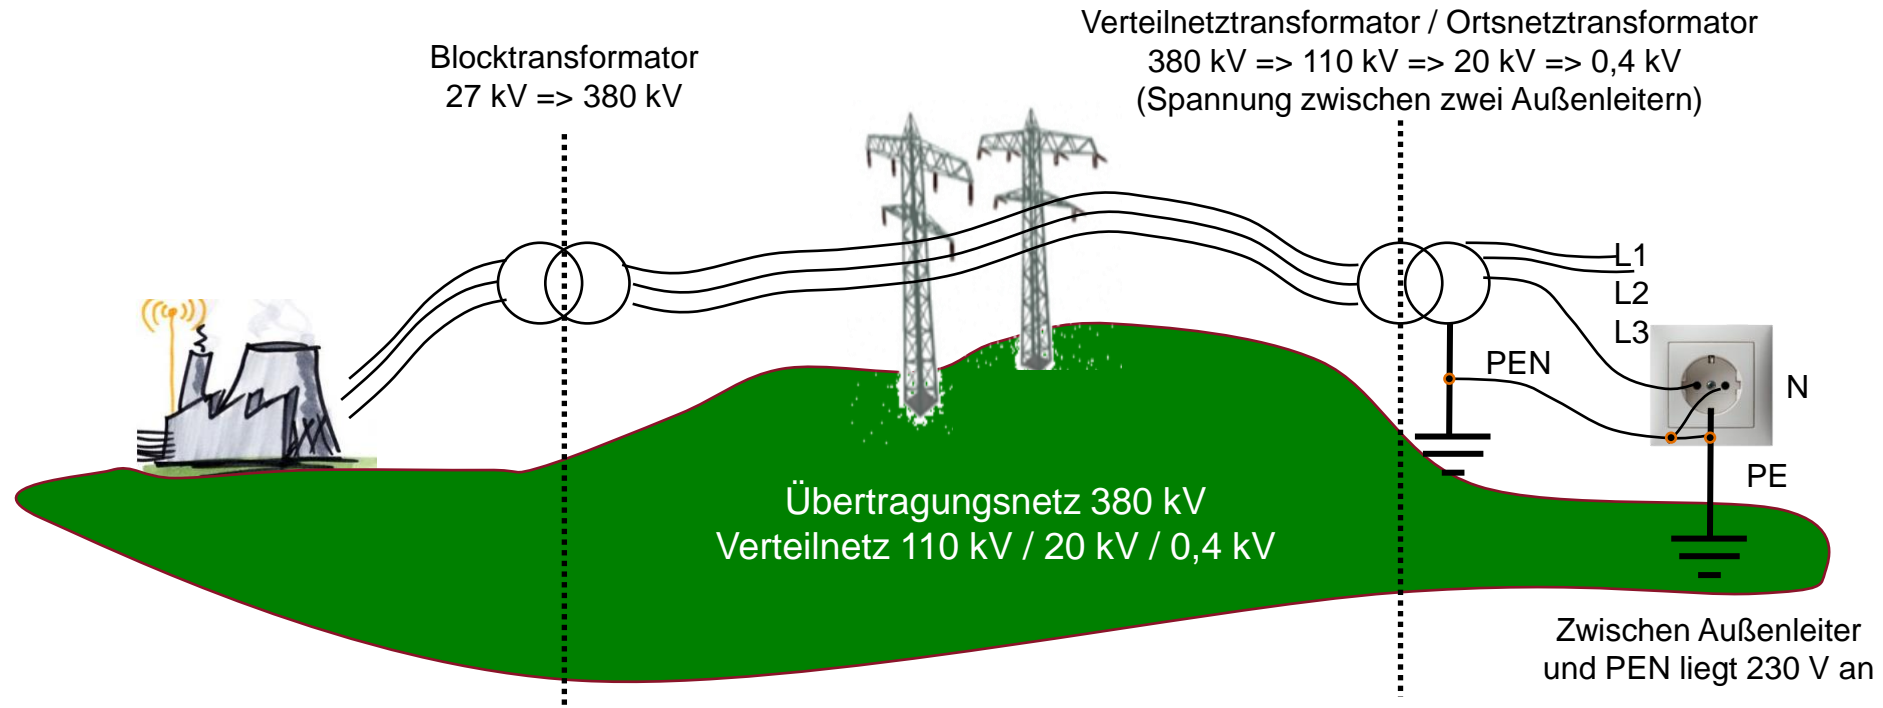 Blocktransformator
27 kV => 380 kV
Verteilnetztransformator / Ortsnetztransformator
380 kV => 110 kV => 20 kV => 0,4 kV
(Spannung zwischen zwei Außenleitern)
L1
L2
L3
PEN
N
PE
Übertragungsnetz 380 kV
Verteilnetz 110 kV / 20 kV / 0,4 kV
Zwischen Außenleiter
und PEN liegt 230 V an